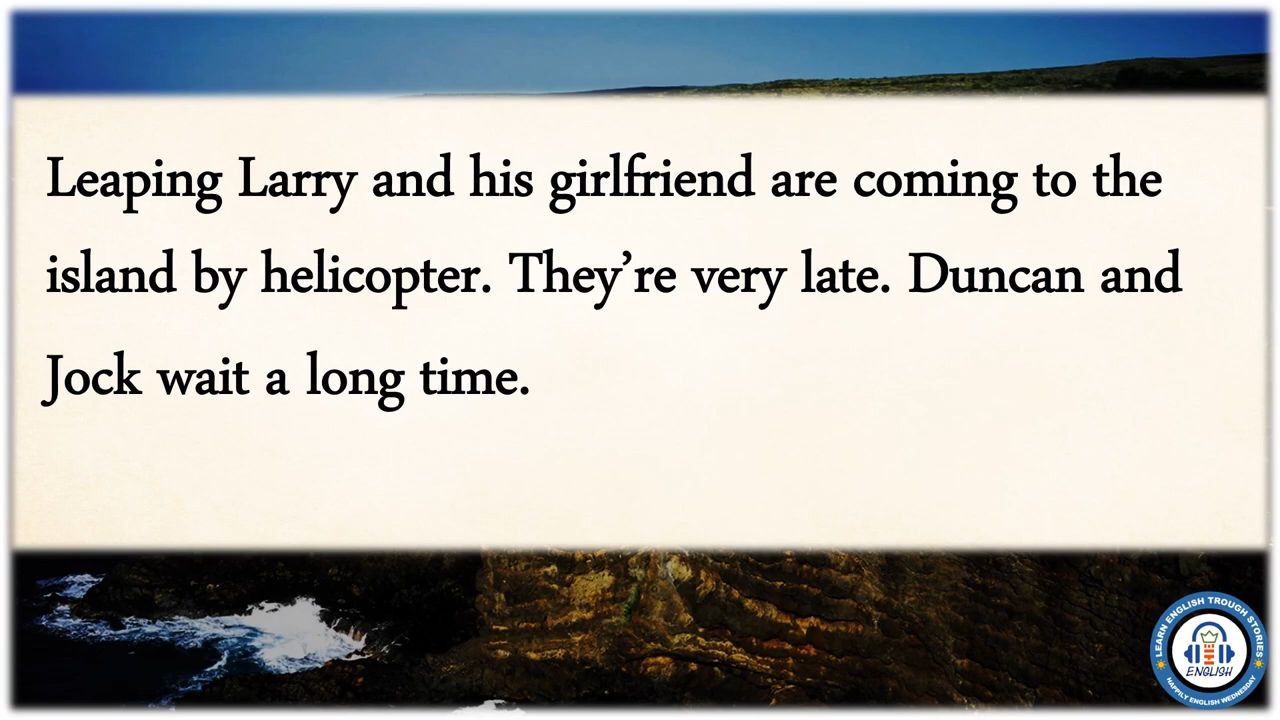 Leaping Larry and his girlfriend are coming to the
island by helicopter. They're very late. Duncan and
Jock wait a long time.
LEARN ENGLISH TROUGH STORIES
ENGLISH
HAPPILY ENGLISH WEDNESDAY